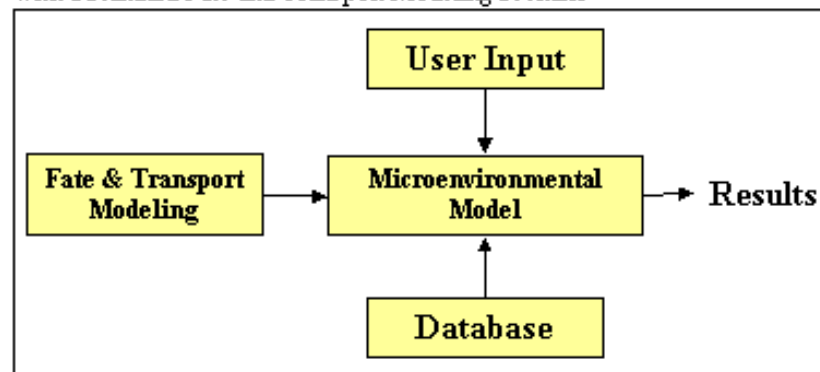 User Input
Fate & Transport
Modeling
Microenvironmental
Model
Results
Database